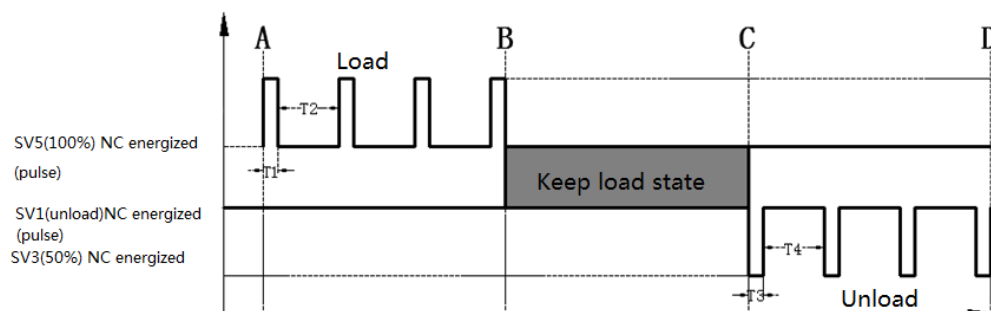 A
B
C
D
Load
T2
SV5(100%) NC energized
(pulse)
T1
Keep load state
SV1(unload)NC energized
(pulse)
SV3(50%) NC energized
T4
T3
Unload